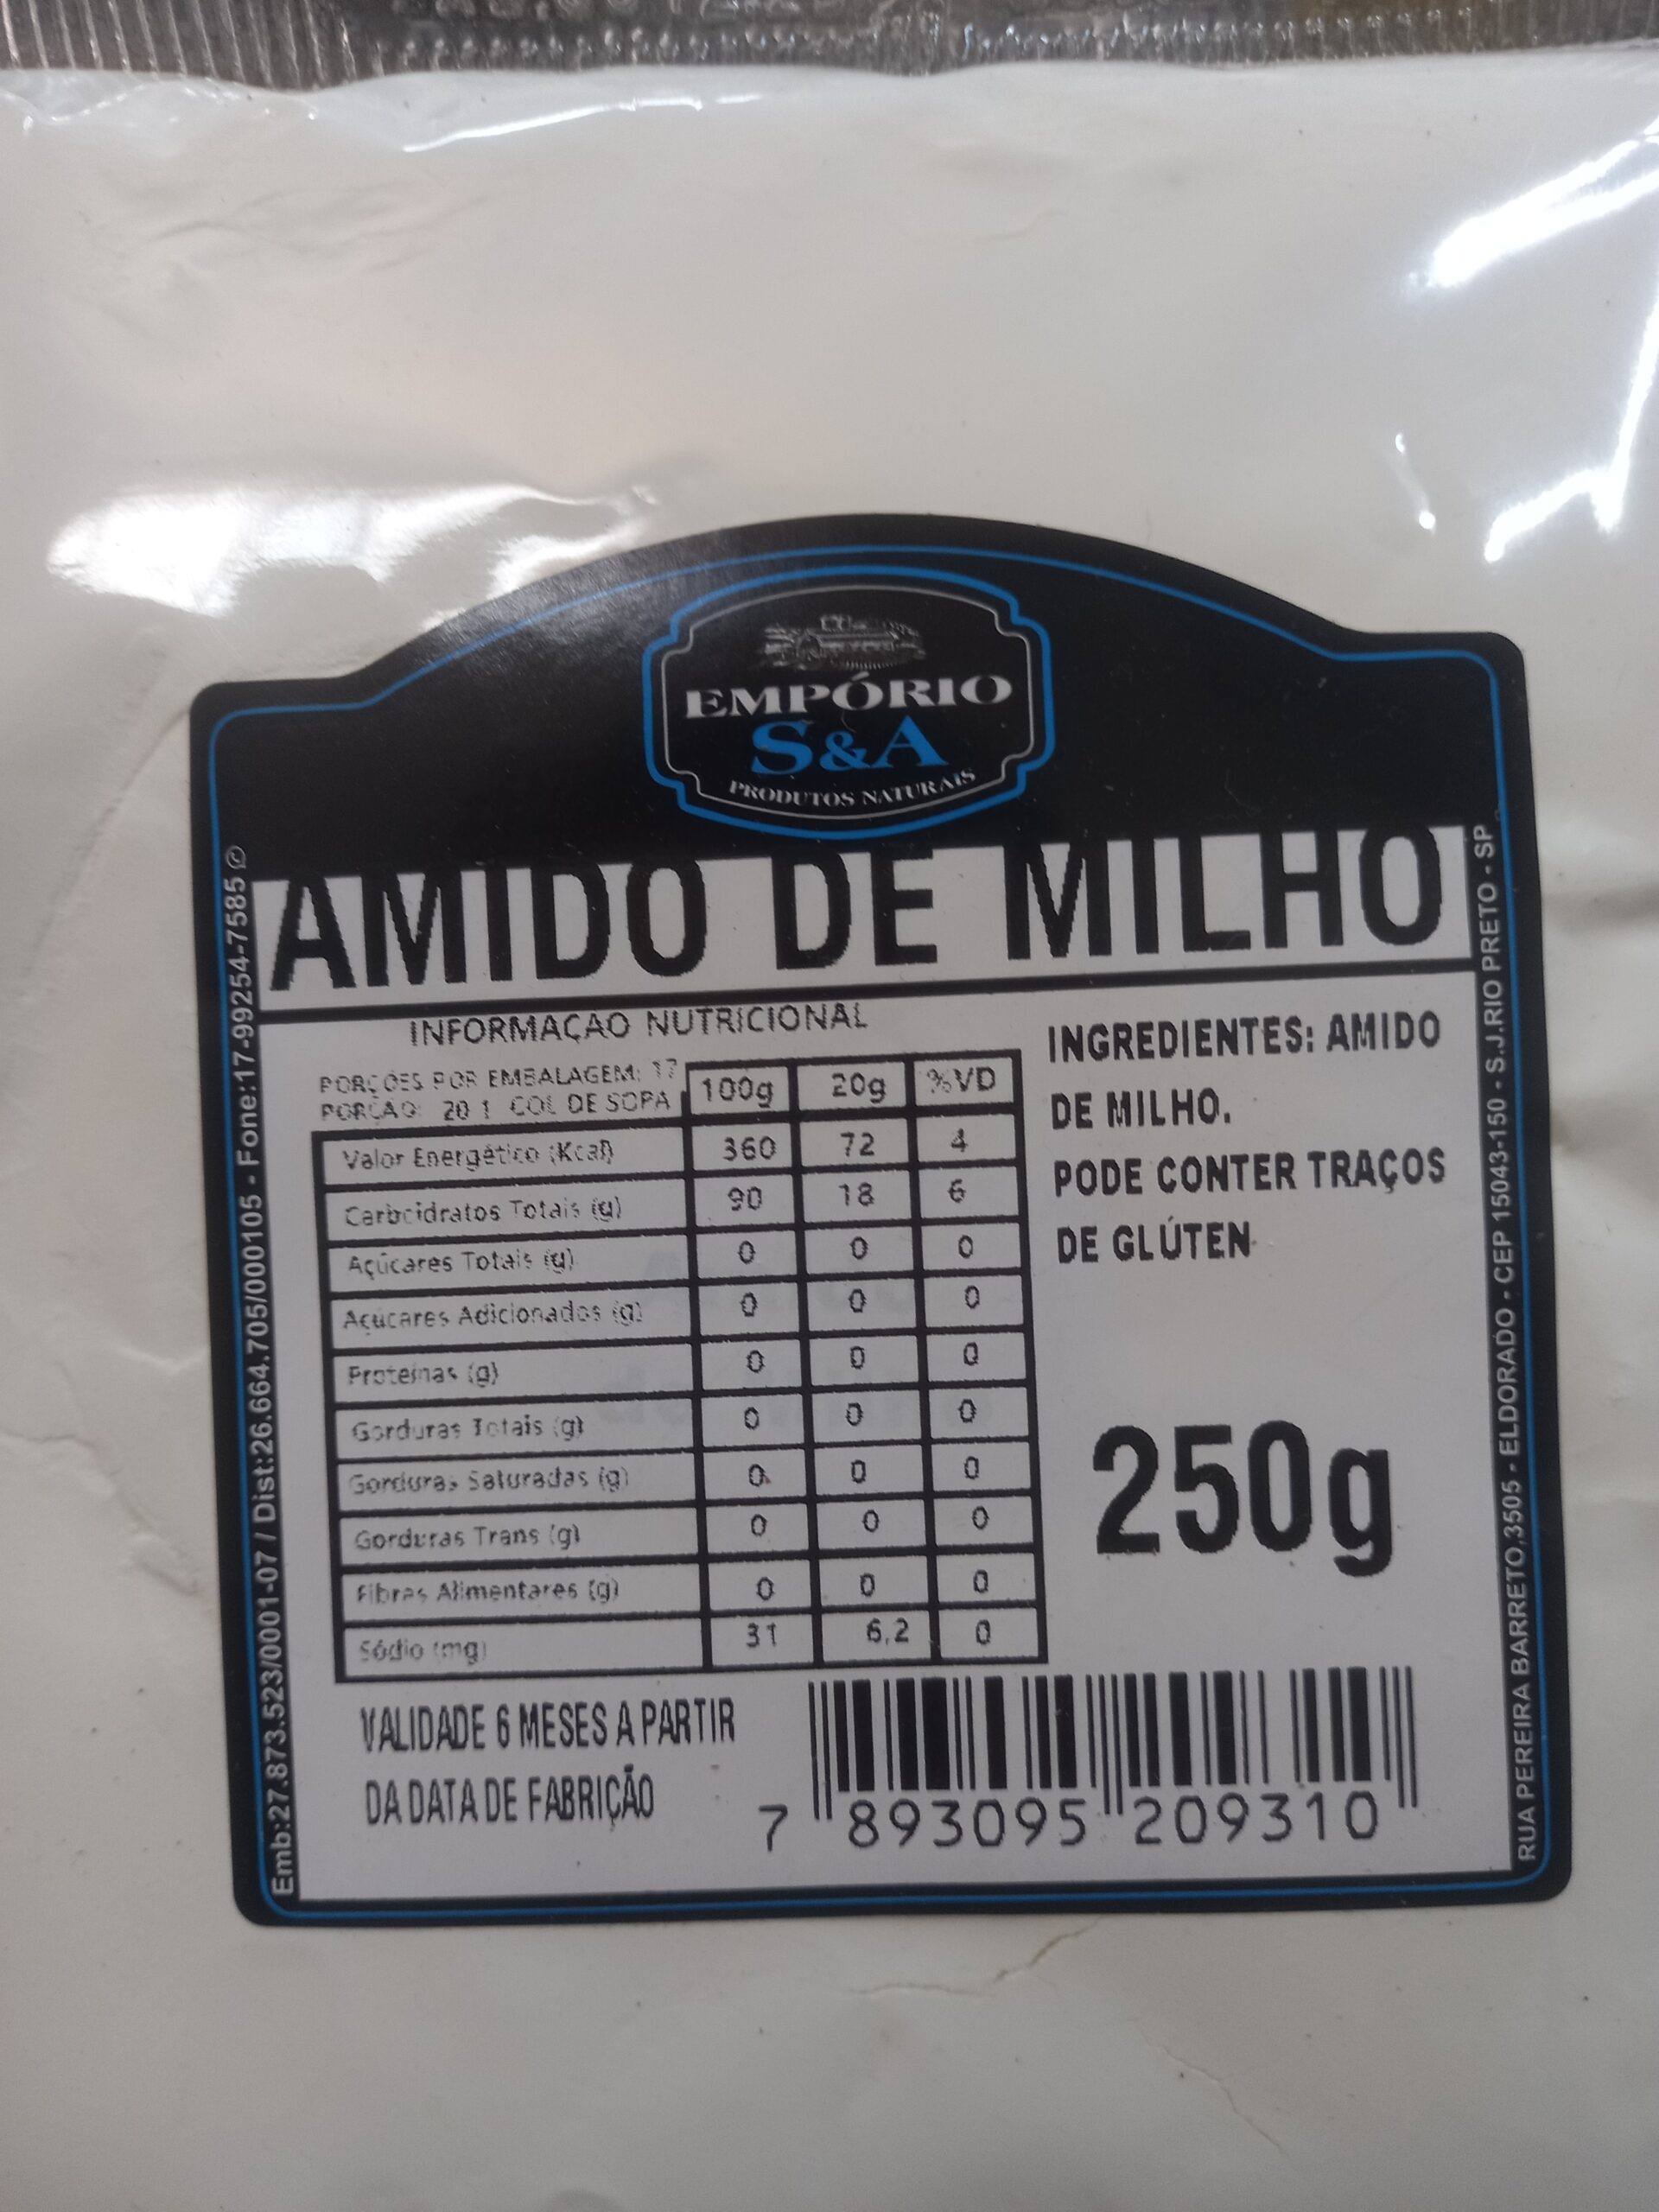 EMPÓRIO
S&A
PRODUTOS NATURAIS
AMIDO DE MILHO
INFORMAÇAO NUTRICIONAL
PORÇOES POR EMBALAGEM: 17
PORÇAO: 20 1 COL DE SOPA
100g 20g %VD
Valor Energético (Kcal) 360 72 4
Carboidratos Totais (g) 90 18 6
Açúcares Totais (g) 0 0 0
Açúcares Adicionados (g) 0 0 0
Proteínas (g) 0 0 0
Gorduras Totais (g) 0 0 0
Gorduras Saturadas (g) 0 0 0
Gorduras Trans (g) 0 0 0
Fibras Alimentares (g) 0 0 0
Sódio (mg) 31 6,2 0
INGREDIENTES: AMIDO
DE MILHO.
PODE CONTER TRAÇOS
DE GLÚTEN
250g
VALIDADE 6 MESES A PARTIR
DA DATA DE FABRIÇÃO
7 893095 209310
Emb:27.873.523/0001-07 / Dist:26.664.705/000105 - Fone:17-99254-7585
RUA PEREIRA BARRETO,3505 - ELDORADO - CEP 15043-150 - S.J.RIO PRETO - SP